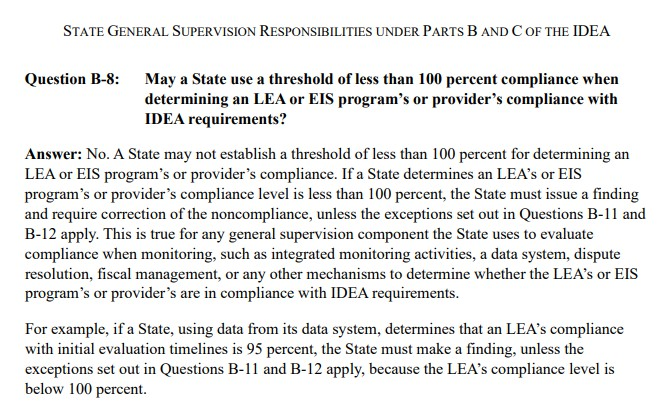 STATE GENERAL SUPERVISION RESPONSIBILITIES UNDER PARTS B AND C OF THE IDEA
Question B-8: May a State use a threshold of less than 100 percent compliance when
determining an LEA or EIS program's or provider's compliance with
IDEA requirements?
Answer: No. A State may not establish a threshold of less than 100 percent for determining an
LEA or EIS program's or provider's compliance. If a State determines an LEA's or EIS
program's or provider's compliance level is less than 100 percent, the State must issue a finding
and require correction of the noncompliance, unless the exceptions set out in Questions B-11 and
B-12 apply. This is true for any general supervision component the State uses to evaluate
compliance when monitoring, such as integrated monitoring activities, a data system, dispute
resolution, fiscal management, or any other mechanisms to determine whether the LEA's or EIS
program's or provider's are in compliance with IDEA requirements.
For example, if a State, using data from its data system, determines that an LEA's compliance
with initial evaluation timelines is 95 percent, the State must make a finding, unless the
exceptions set out in Questions B-11 and B-12 apply, because the LEA's compliance level is
below 100 percent.